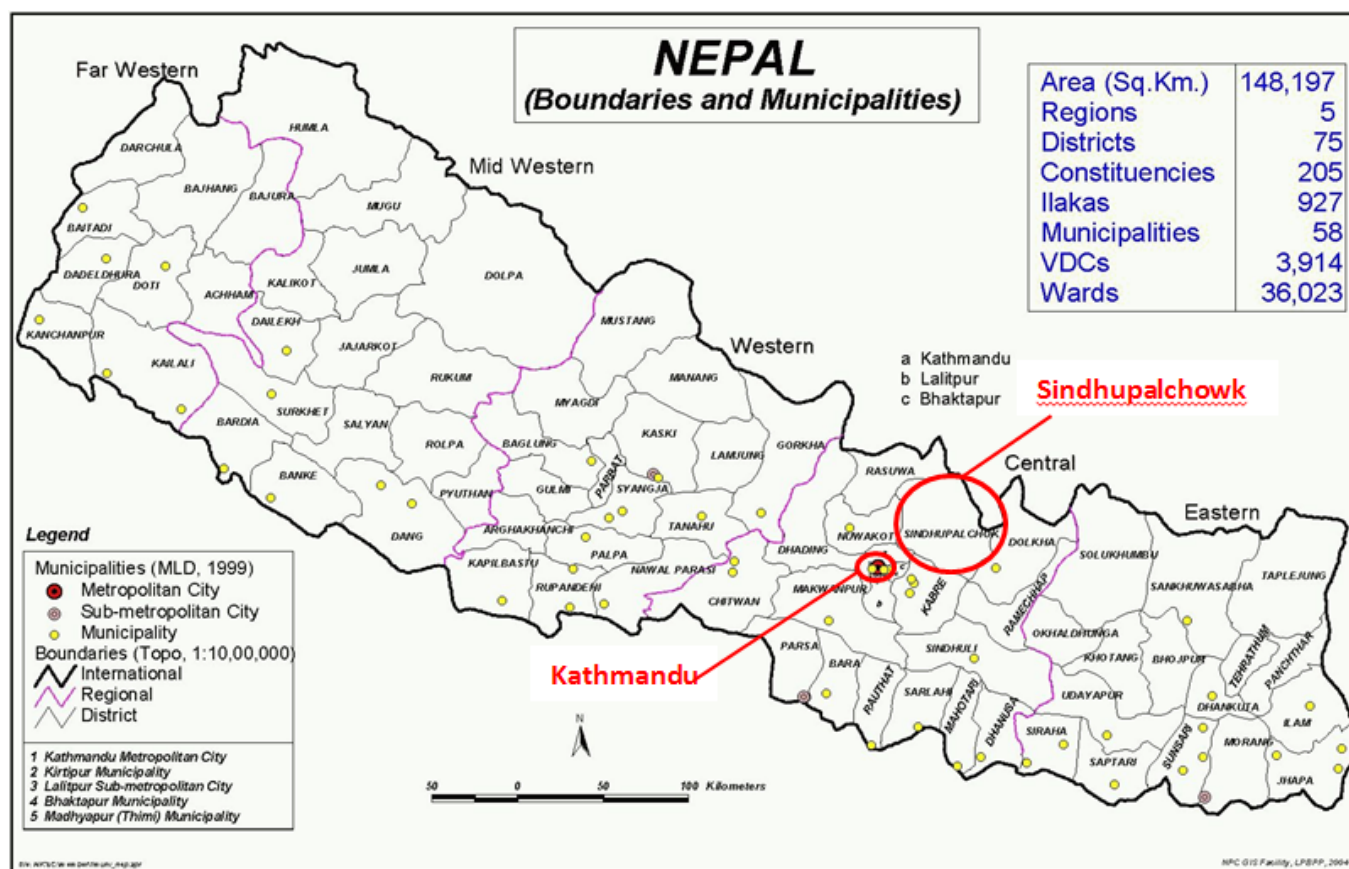 NEPAL
(Boundaries and Municipalities)
Area (Sq.Km.) 148,197
Regions 5
Districts 75
Constituencies 205
Ilakas 927
Municipalities 58
VDCs 3,914
Wards 36,023
Far Western
Mid Western
Western
Central
Eastern
a Kathmandu
b Lalitpur
c Bhaktapur
Sindhupalchowk
Kathmandu
HUMLA
DARCHULA
BAJHANG
BAJURA
MUGU
BAITADI
DADELDHURA
DOTI
ACHHAM
KALIKOT
JUMLA
DOLPA
KANCHANPUR
KAILALI
DAILEKH
JAJARKOT
RUKUM
MUSTANG
MANANG
MYAGDI
BARDIA
SURKHET
SALYAN
ROLPA
BAGLUNG
KASKI
LAMJUNG
GORKHA
RASUWA
BANKE
PYUTHAN
GULMI
PARBAT
SYANGJA
TANAHU
NUWAKOT
SINDHUPALCHOK
DOLKHA
DANG
ARGHAKHANCHI
PALPA
DHADING
c
SOLUKHUMBU
SANKHUWASABHA
TAPLEJUNG
KAPILBASTU
RUPANDEHI
NAWAL PARASI
CHITWAN
MAKWANPUR
b
KABRE
RAMECHHAP
OKHALDHUNGA
KHOTANG
BHOJPUR
TEHRATHUM
PANCHTHAR
PARSA
BARA
RAUTHAT
SARLAHI
MAHOTARI
DHANUSA
SINDHULI
UDAYAPUR
DHANKUTA
ILAM
SIRAHA
SAPTARI
SUNSARI
MORANG
JHAPA
Legend
Municipalities (MLD, 1999)
Metropolitan City
Sub-metropolitan City
Municipality
Boundaries (Topo, 1:10,00,000)
International
Regional
District
1 Kathmandu Metropolitan City
2 Kirtipur Municipality
3 Lalitpur Sub-metropolitan City
4 Bhaktapur Municipality
5 Madhyapur (Thimi) Municipality
N
50 0 50 100 Kilometers
NPC GIS Facility, LPBPP, 2004